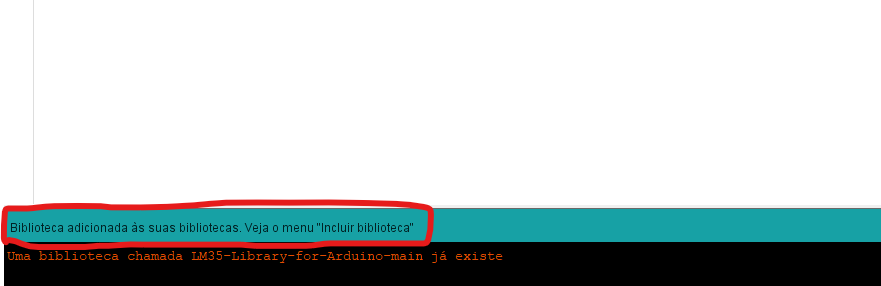 Biblioteca adicionada às suas bibliotecas. Veja o menu "Incluir biblioteca"
Uma biblioteca chamada LM35-Library-for-Arduino-main já existe